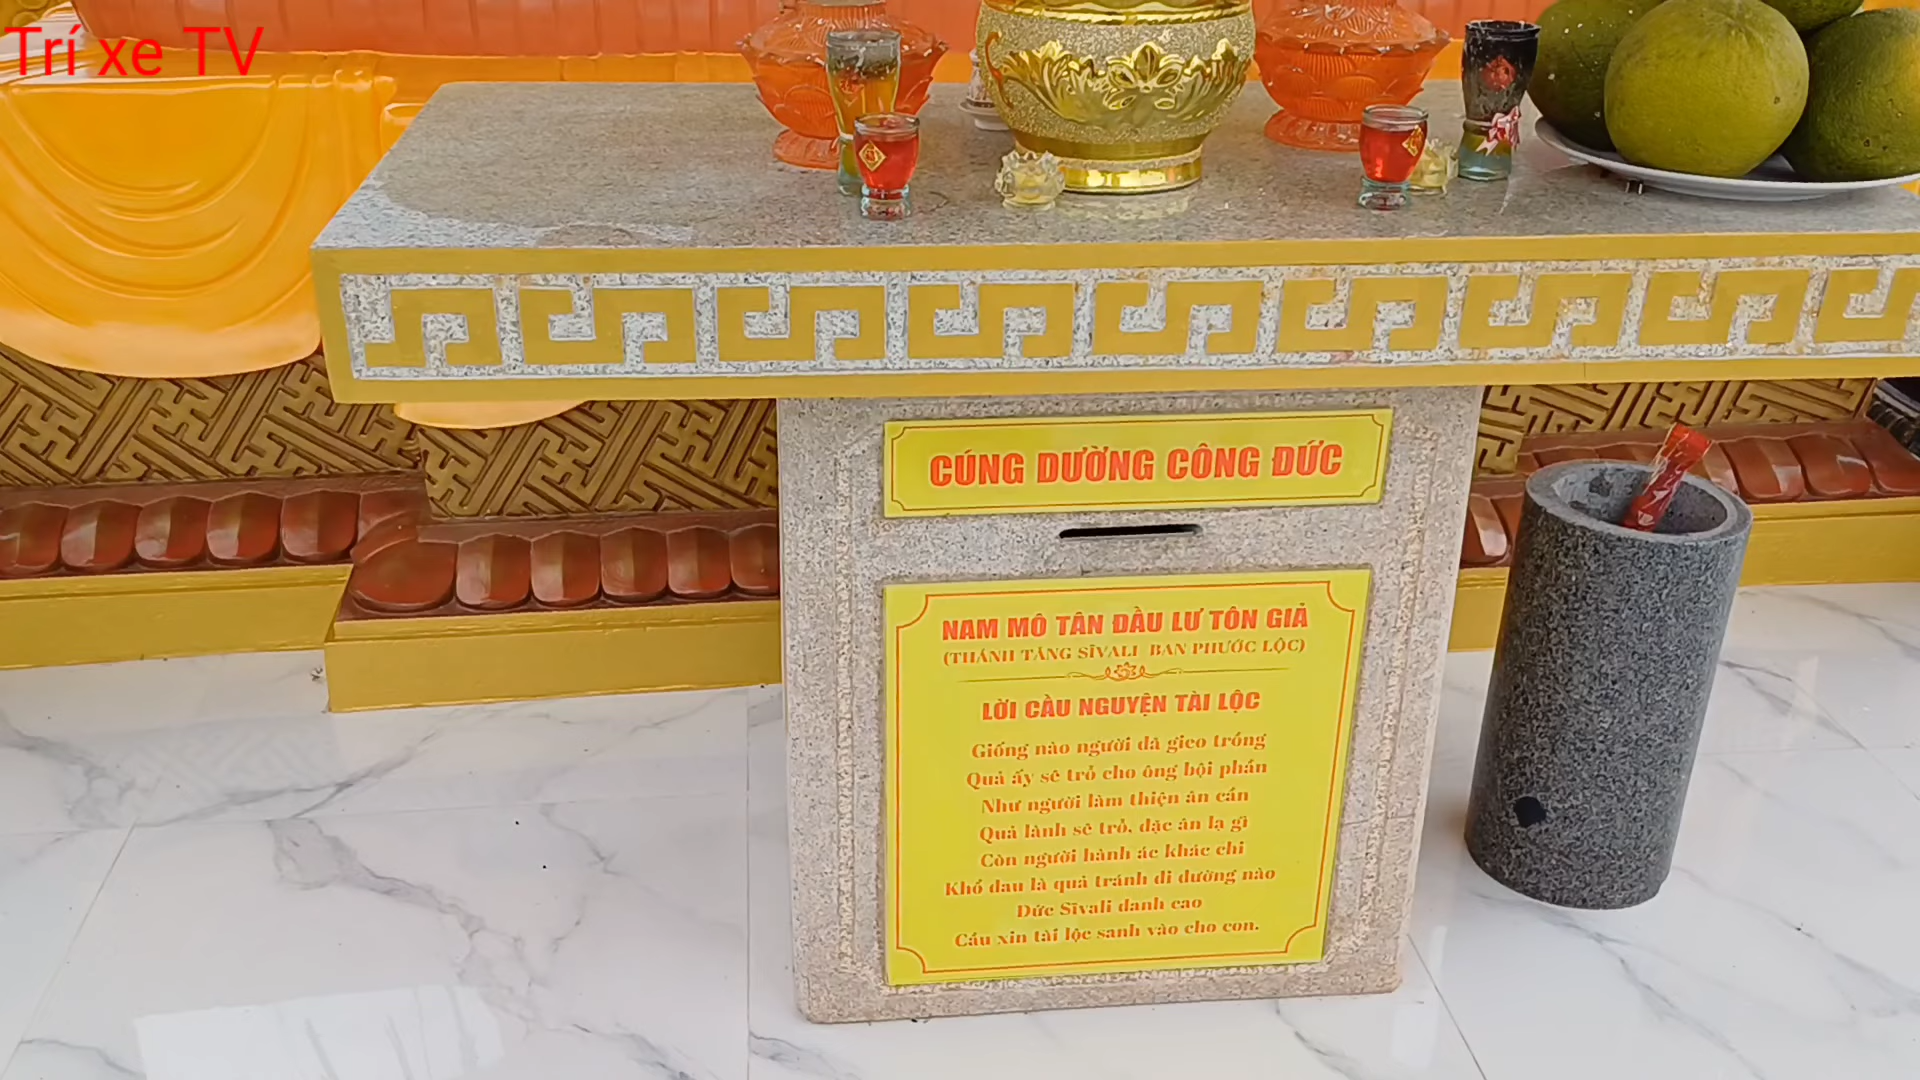 Trí xe TV
CÚNG DƯỜNG CÔNG ĐỨC
NAM MÔ TÂN ĐẦU LƯ TÔN GIẢ
(THÁNH TĂNG SĪVALI BAN PHƯỚC LỘC)
LỜI CẦU NGUYỆN TÀI LỘC
Giống nào người đã gieo trồng
Quả ấy sẽ trổ cho ông bội phần
Như người làm thiện ân cần
Quả lành sẽ trổ, đặc ân lạ gì
Còn người hành ác khác chi
Khổ đau là quả tránh đi đường nào
Đức Sīvali danh cao
Cầu xin tài lộc sanh vào cho con.